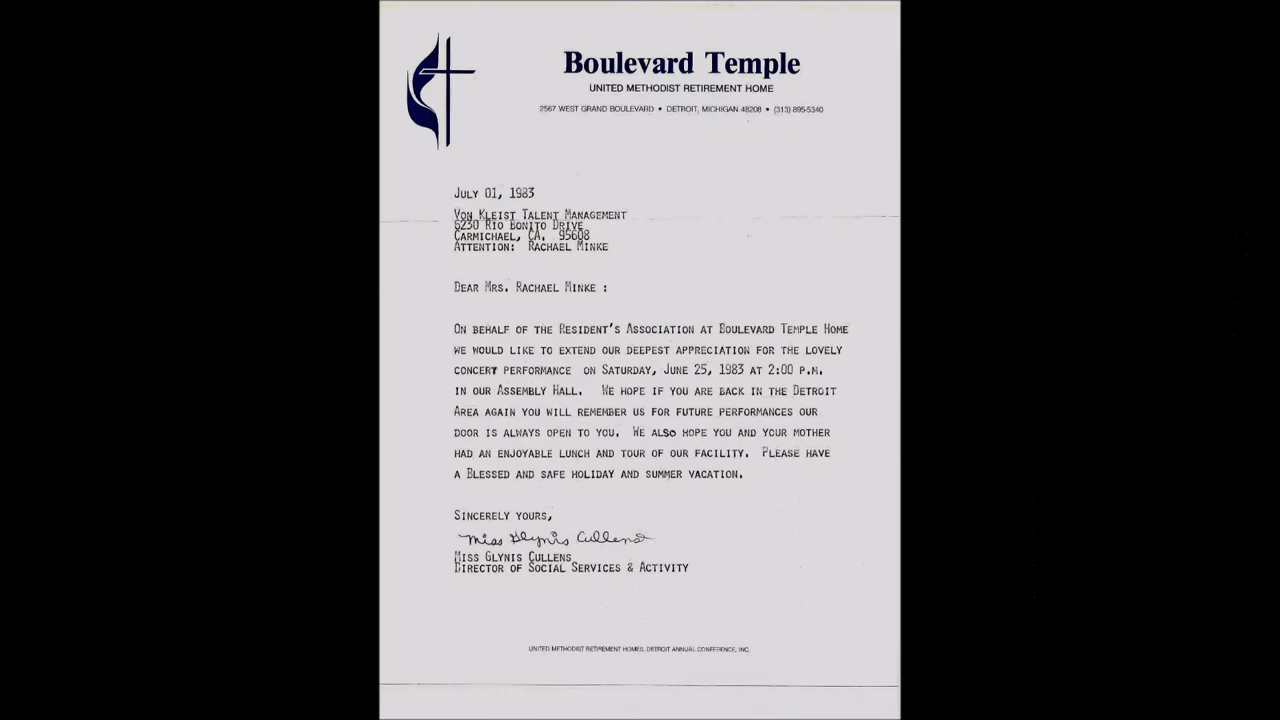 Boulevard Temple
UNITED METHODIST RETIREMENT HOME
2567 WEST GRAND BOULEVARD • DETROIT, MICHIGAN 48208 • (313) 895-5340
JULY 01, 1983
VON KLEIST TALENT MANAGEMENT
6230 RIO BONITO DRIVE
CARMICHAEL, CA. 95608
ATTENTION: RACHAEL MINKE
DEAR MRS. RACHAEL MINKE :
ON BEHALF OF THE RESIDENT'S ASSOCIATION AT BOULEVARD TEMPLE HOME
WE WOULD LIKE TO EXTEND OUR DEEPEST APPRECIATION FOR THE LOVELY
CONCERT PERFORMANCE ON SATURDAY, JUNE 25, 1983 AT 2:00 P.M.
IN OUR ASSEMBLY HALL. WE HOPE IF YOU ARE BACK IN THE DETROIT
AREA AGAIN YOU WILL REMEMBER US FOR FUTURE PERFORMANCES OUR
DOOR IS ALWAYS OPEN TO YOU. WE ALSO HOPE YOU AND YOUR MOTHER
HAD AN ENJOYABLE LUNCH AND TOUR OF OUR FACILITY. PLEASE HAVE
A BLESSED AND SAFE HOLIDAY AND SUMMER VACATION.
SINCERELY YOURS,
Miss Glynis Cullens
MISS GLYNIS CULLENS
DIRECTOR OF SOCIAL SERVICES & ACTIVITY
UNITED METHODIST RETIREMENT HOMES, DETROIT ANNUAL CONFERENCE, INC.